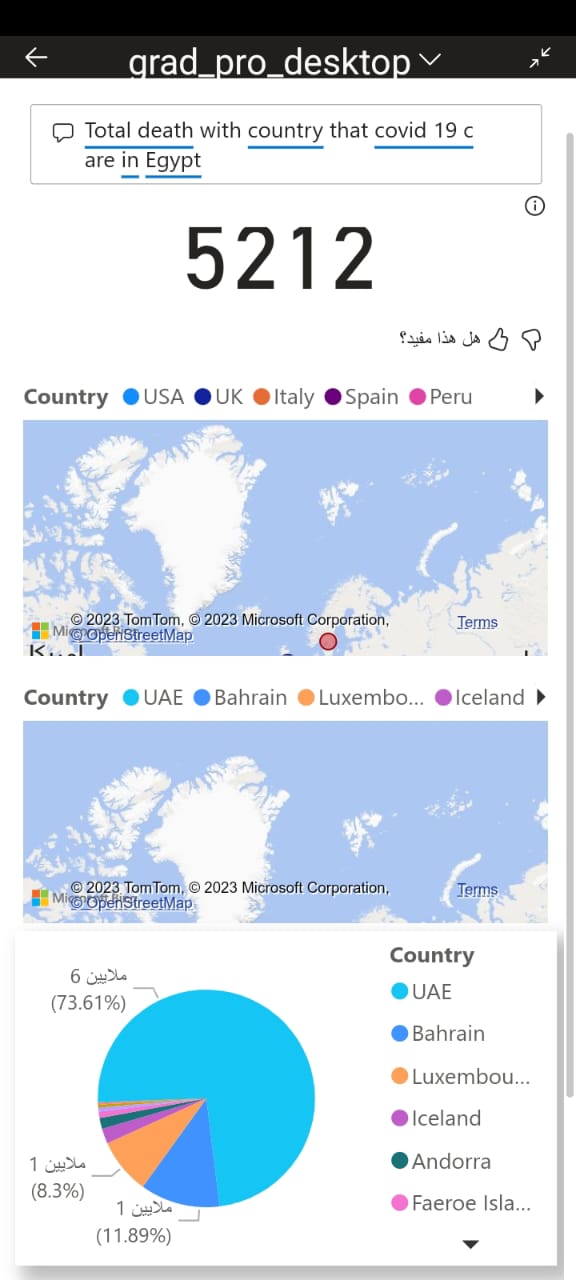 grad_pro_desktop
Total death with country that covid 19 c
are in Egypt
5212
هل هذا مفيد؟
Country USA UK Italy Spain Peru
© 2023 TomTom, © 2023 Microsoft Corporation,
© OpenStreetMap
Terms
Country UAE Bahrain Luxembo... Iceland
© 2023 TomTom, © 2023 Microsoft Corporation,
© OpenStreetMap
Terms
6 ملايين
(73.61%)
1 ملايين
(8.3%)
1 ملايين
(11.89%)
Country
UAE
Bahrain
Luxembou...
Iceland
Andorra
Faeroe Isla...